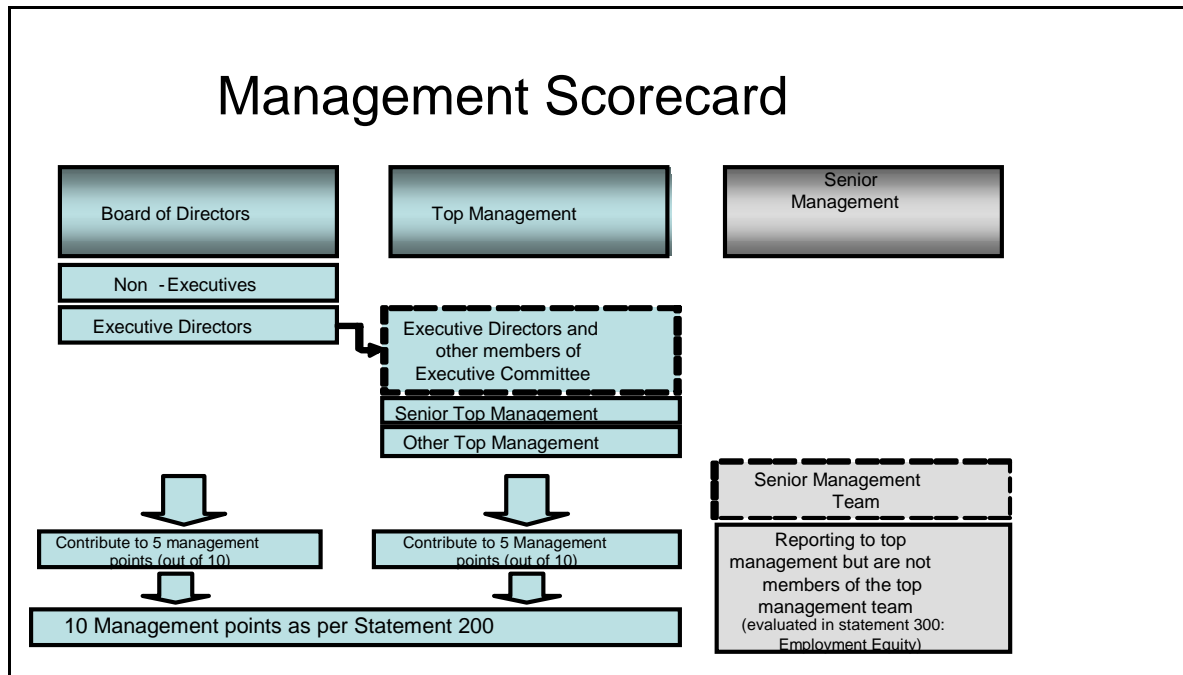 Management Scorecard
Board of Directors
Top Management
Senior
Management
Non - Executives
Executive Directors
Executive Directors and
other members of
Executive Committee
Senior Top Management
Other Top Management
Senior Management
Team
Contribute to 5 management
points (out of 10)
Contribute to 5 Management
points (out of 10)
Reporting to top
management but are not
members of the top
management team
(evaluated in statement 300:
Employment Equity)
10 Management points as per Statement 200